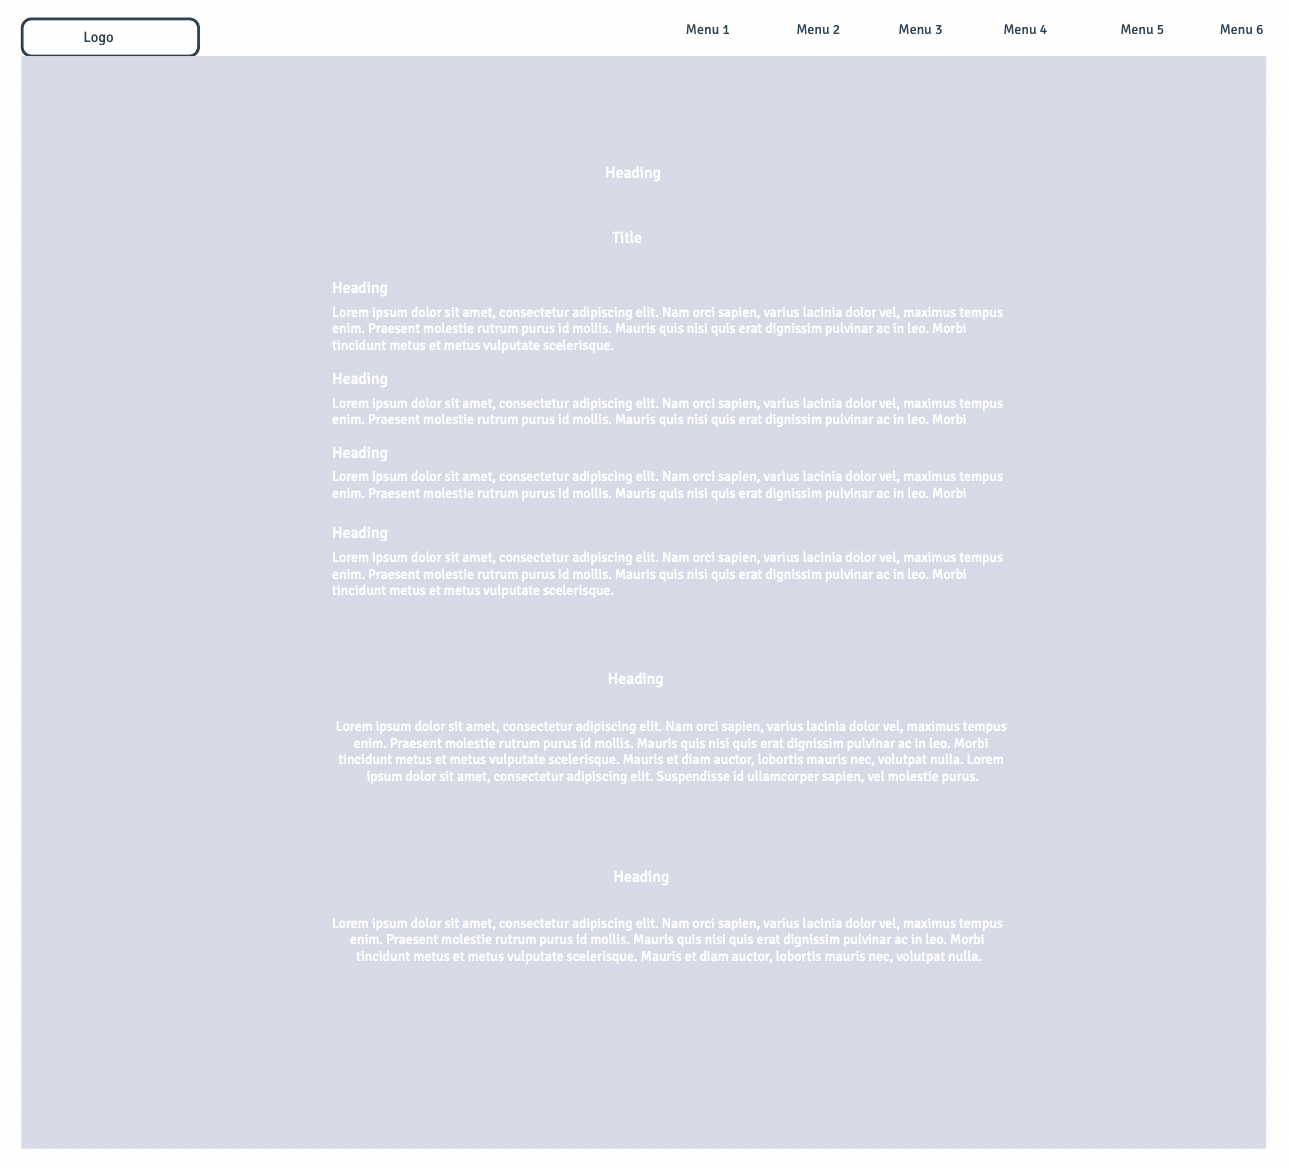 Logo
Menu 1 Menu 2 Menu 3 Menu 4 Menu 5 Menu 6
Heading
Title
Heading
Lorem ipsum dolor sit amet, consectetur adipiscing elit. Nam orci sapien, varius lacinia dolor vel, maximus tempus
enim. Praesent molestie rutrum purus id mollis. Mauris quis nisi quis erat dignissim pulvinar ac in leo. Morbi
tincidunt metus et metus vulputate scelerisque.
Heading
Lorem ipsum dolor sit amet, consectetur adipiscing elit. Nam orci sapien, varius lacinia dolor vel, maximus tempus
enim. Praesent molestie rutrum purus id mollis. Mauris quis nisi quis erat dignissim pulvinar ac in leo. Morbi
Heading
Lorem ipsum dolor sit amet, consectetur adipiscing elit. Nam orci sapien, varius lacinia dolor vel, maximus tempus
enim. Praesent molestie rutrum purus id mollis. Mauris quis nisi quis erat dignissim pulvinar ac in leo. Morbi
Heading
Lorem ipsum dolor sit amet, consectetur adipiscing elit. Nam orci sapien, varius lacinia dolor vel, maximus tempus
enim. Praesent molestie rutrum purus id mollis. Mauris quis nisi quis erat dignissim pulvinar ac in leo. Morbi
tincidunt metus et metus vulputate scelerisque.
Heading
Lorem ipsum dolor sit amet, consectetur adipiscing elit. Nam orci sapien, varius lacinia dolor vel, maximus tempus
enim. Praesent molestie rutrum purus id mollis. Mauris quis nisi quis erat dignissim pulvinar ac in leo. Morbi
tincidunt metus et metus vulputate scelerisque. Mauris et diam auctor, lobortis mauris nec, volutpat nulla. Lorem
ipsum dolor sit amet, consectetur adipiscing elit. Suspendisse id ullamcorper sapien, vel molestie purus.
Heading
Lorem ipsum dolor sit amet, consectetur adipiscing elit. Nam orci sapien, varius lacinia dolor vel, maximus tempus
enim. Praesent molestie rutrum purus id mollis. Mauris quis nisi quis erat dignissim pulvinar ac in leo. Morbi
tincidunt metus et metus vulputate scelerisque. Mauris et diam auctor, lobortis mauris nec, volutpat nulla.